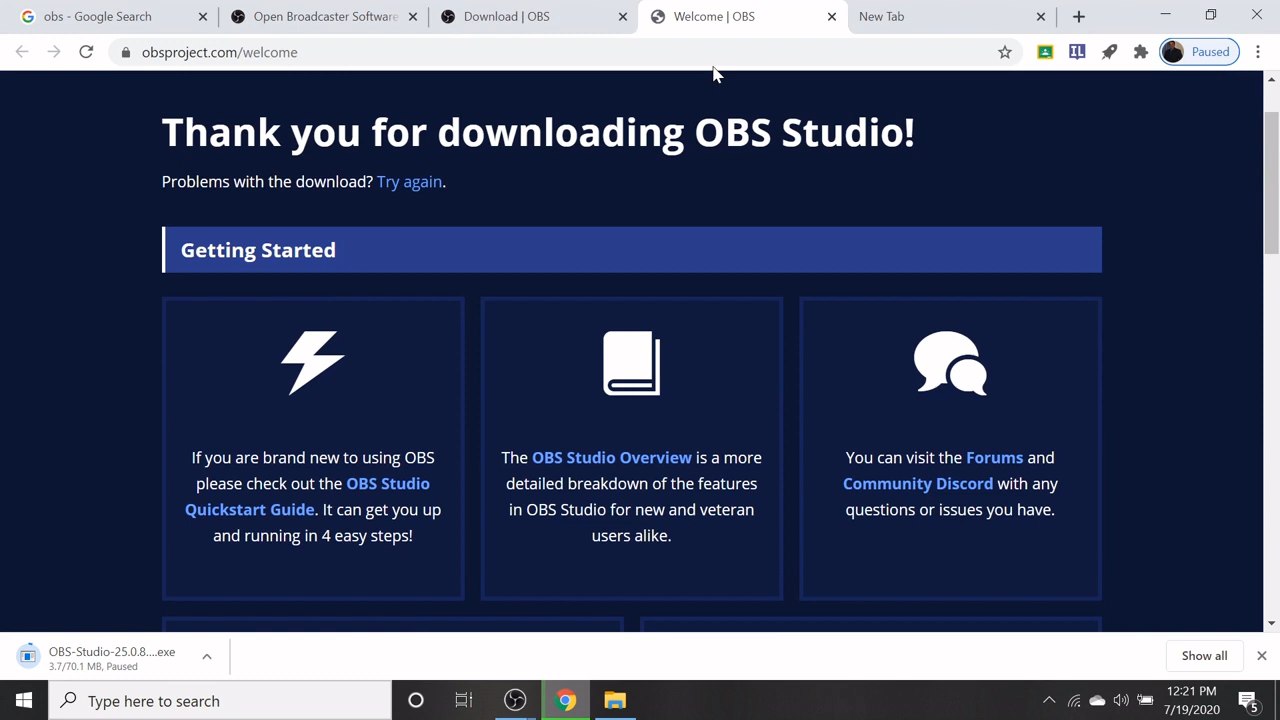 obs - Google Search
Open Broadcaster Software
Download | OBS
Welcome | OBS
New Tab
obsproject.com/welcome
Paused
Thank you for downloading OBS Studio!
Problems with the download? Try again.
Getting Started
If you are brand new to using OBS
please check out the OBS Studio
Quickstart Guide. It can get you up
and running in 4 easy steps!
The OBS Studio Overview is a more
detailed breakdown of the features
in OBS Studio for new and veteran
users alike.
You can visit the Forums and
Community Discord with any
questions or issues you have.
OBS-Studio-25.0.8....exe
3.7/70.1 MB, Paused
Show all
Type here to search
12:21 PM
7/19/2020
5